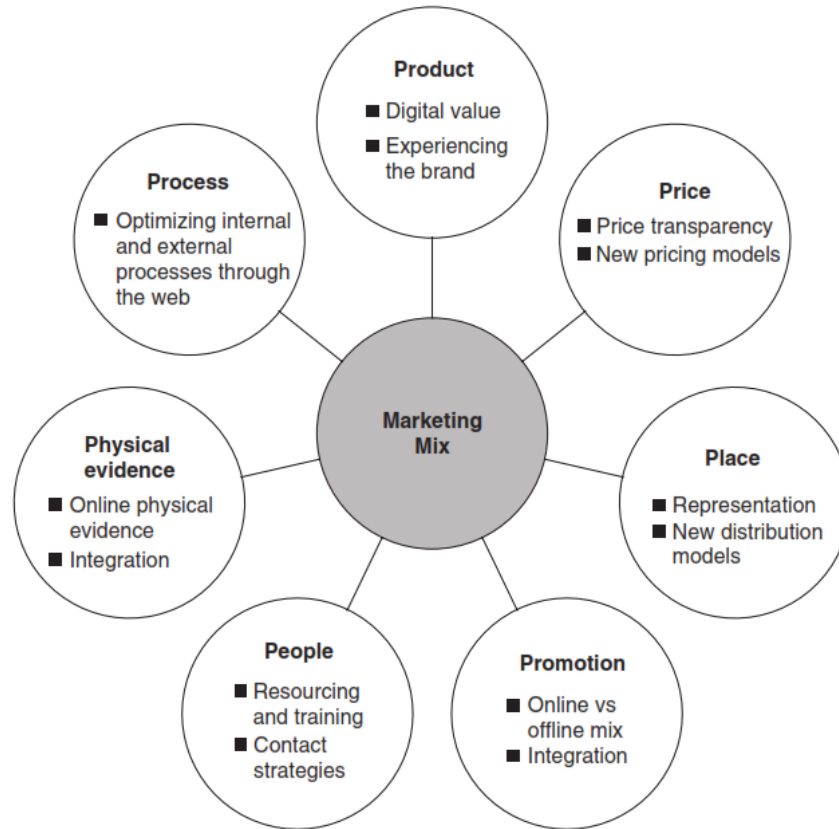 Product
■ Digital value
■ Experiencing
the brand
Price
■ Price transparency
■ New pricing models
Place
■ Representation
■ New distribution
models
Promotion
■ Online vs
offline mix
■ Integration
People
■ Resourcing
and training
■ Contact
strategies
Physical
evidence
■ Online physical
evidence
■ Integration
Process
■ Optimizing internal
and external
processes through
the web
Marketing
Mix